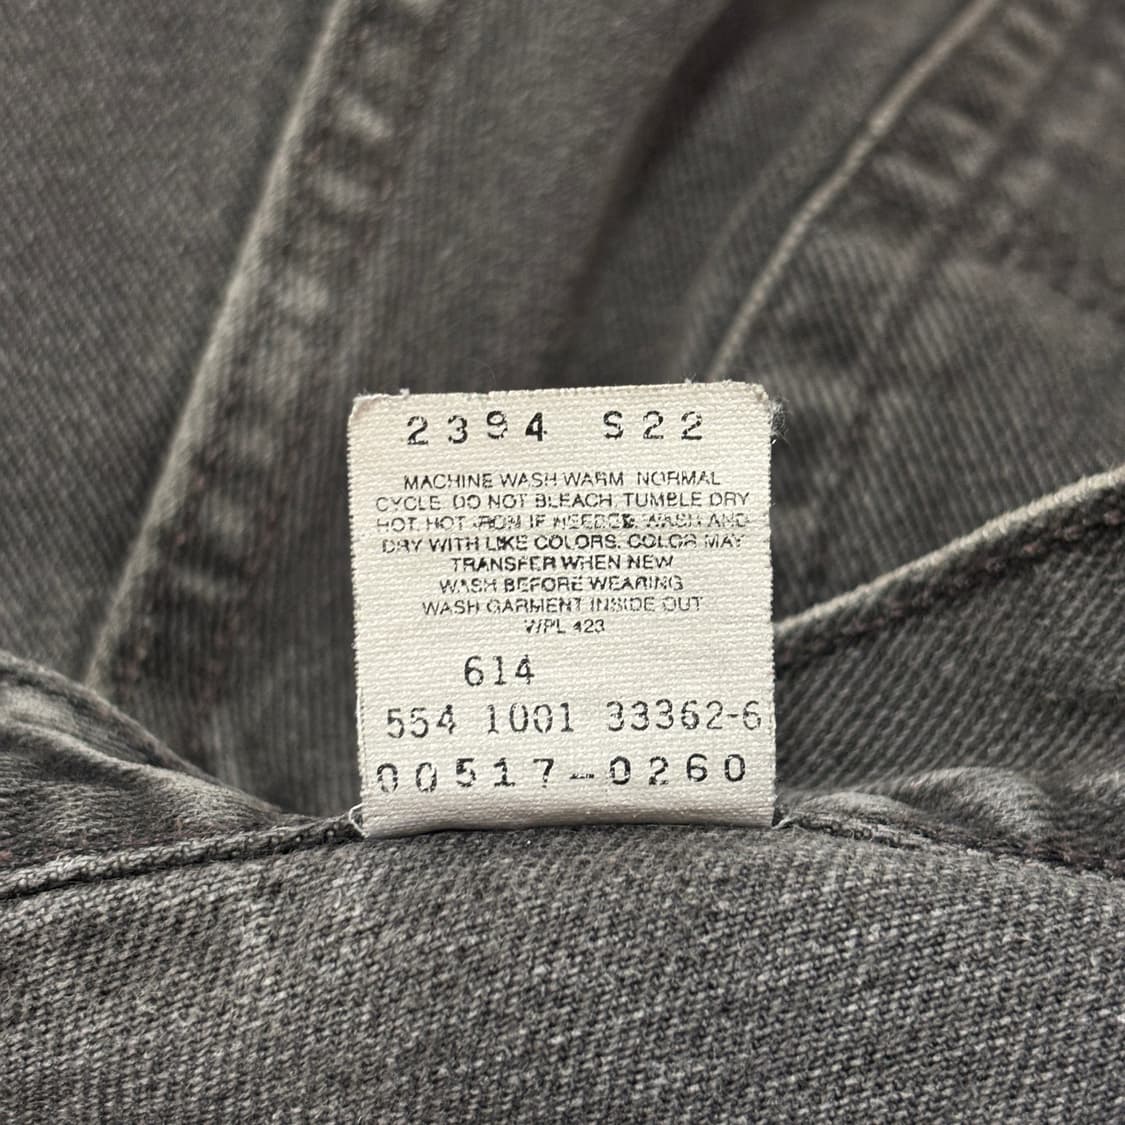 2394 S22
MACHINE WASH WARM NORMAL
CYCLE. DO NOT BLEACH. TUMBLE DRY
HOT. HOT IRON IF NEEDED. WASH AND
DRY WITH LIKE COLORS. COLOR MAY
TRANSFER WHEN NEW
WASH BEFORE WEARING
WASH GARMENT INSIDE OUT
WPL 423
614
554 1001 33362-6
00517-0260